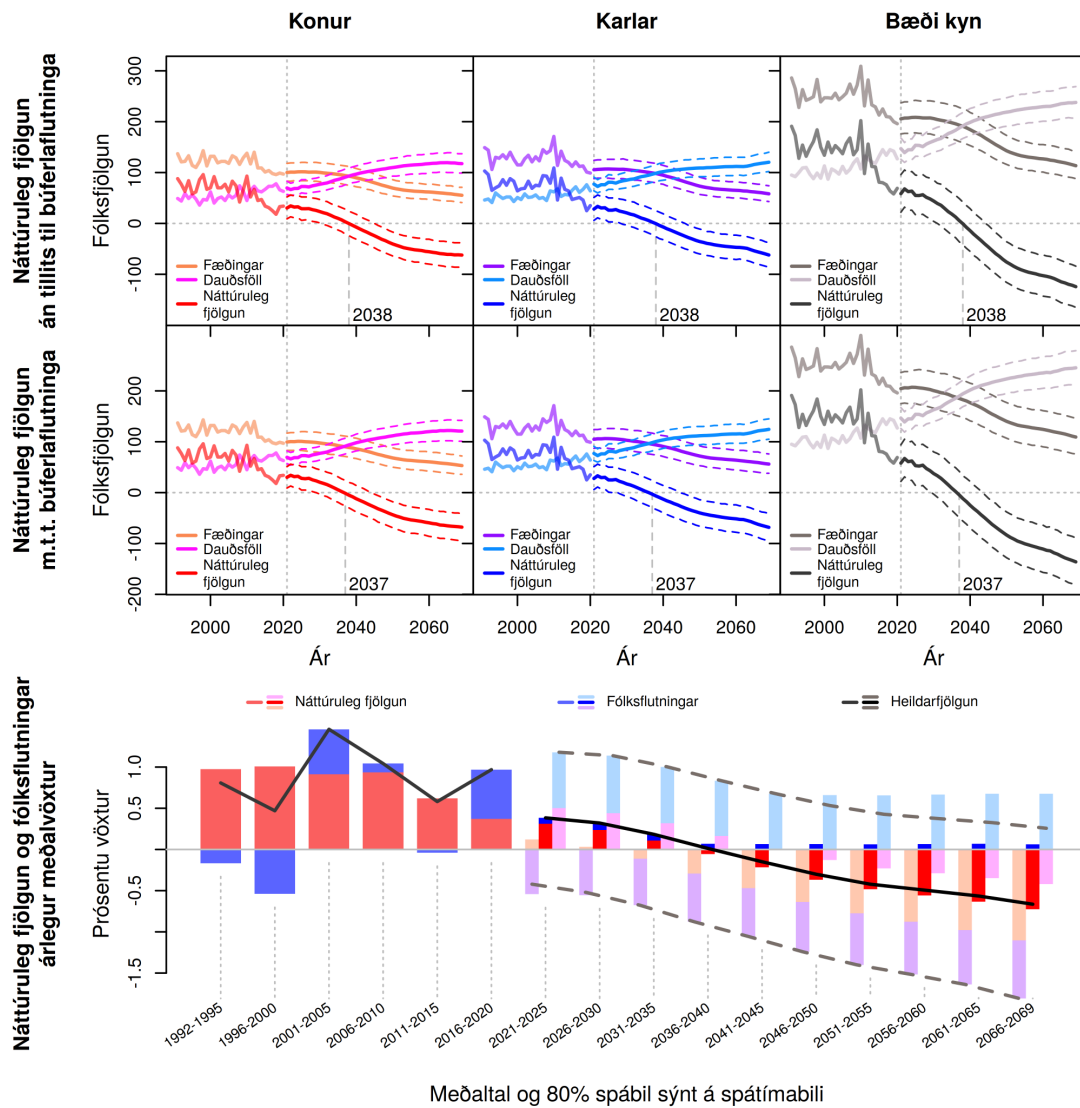 Konur
Karlar
Bæði kyn
Náttúruleg fjölgun
án tillits til búferlaflutninga
Fólksfjölgun
300
200
100
0
-100
Fæðingar
Dauðsföll
Náttúruleg
fjölgun
2038
Fæðingar
Dauðsföll
Náttúruleg
fjölgun
2038
Fæðingar
Dauðsföll
Náttúruleg
fjölgun
2038
Náttúruleg fjölgun
m.t.t. búferlaflutninga
Fólksfjölgun
200
100
0
-100
-200
Fæðingar
Dauðsföll
Náttúruleg
fjölgun
2037
Fæðingar
Dauðsföll
Náttúruleg
fjölgun
2037
Fæðingar
Dauðsföll
Náttúruleg
fjölgun
2037
2000 2020 2040 2060
2000 2020 2040 2060
2000 2020 2040 2060
Ár
Ár
Ár
Náttúruleg fjölgun og fólksflutningar
árlegur meðalvöxtur
Prósentu vöxtur
Náttúruleg fjölgun
Fólksflutningar
Heildarfjölgun
1.0
0.5
-0.5
-1.5
1992-1995
1996-2000
2001-2005
2006-2010
2011-2015
2016-2020
2021-2025
2026-2030
2031-2035
2036-2040
2041-2045
2046-2050
2051-2055
2056-2060
2061-2065
2066-2069
Meðaltal og 80% spábil sýnt á spátímabili